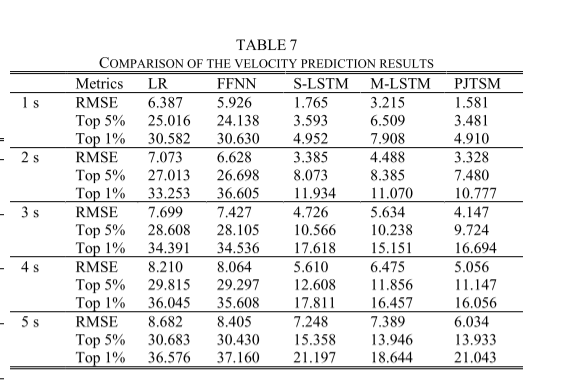 TABLE 7
COMPARISON OF THE VELOCITY PREDICTION RESULTS
Metrics LR FFNN S-LSTM M-LSTM PJTSM
1 s RMSE 6.387 5.926 1.765 3.215 1.581
Top 5% 25.016 24.138 3.593 6.509 3.481
Top 1% 30.582 30.630 4.952 7.908 4.910
2 s RMSE 7.073 6.628 3.385 4.488 3.328
Top 5% 27.013 26.698 8.073 8.385 7.480
Top 1% 33.253 36.605 11.934 11.070 10.777
3 s RMSE 7.699 7.427 4.726 5.634 4.147
Top 5% 28.608 28.105 10.566 10.238 9.724
Top 1% 34.391 34.536 17.618 15.151 16.694
4 s RMSE 8.210 8.064 5.610 6.475 5.056
Top 5% 29.815 29.297 12.608 11.856 11.147
Top 1% 36.045 35.608 17.811 16.457 16.056
5 s RMSE 8.682 8.405 7.248 7.389 6.034
Top 5% 30.683 30.430 15.358 13.946 13.933
Top 1% 36.576 37.160 21.197 18.644 21.043